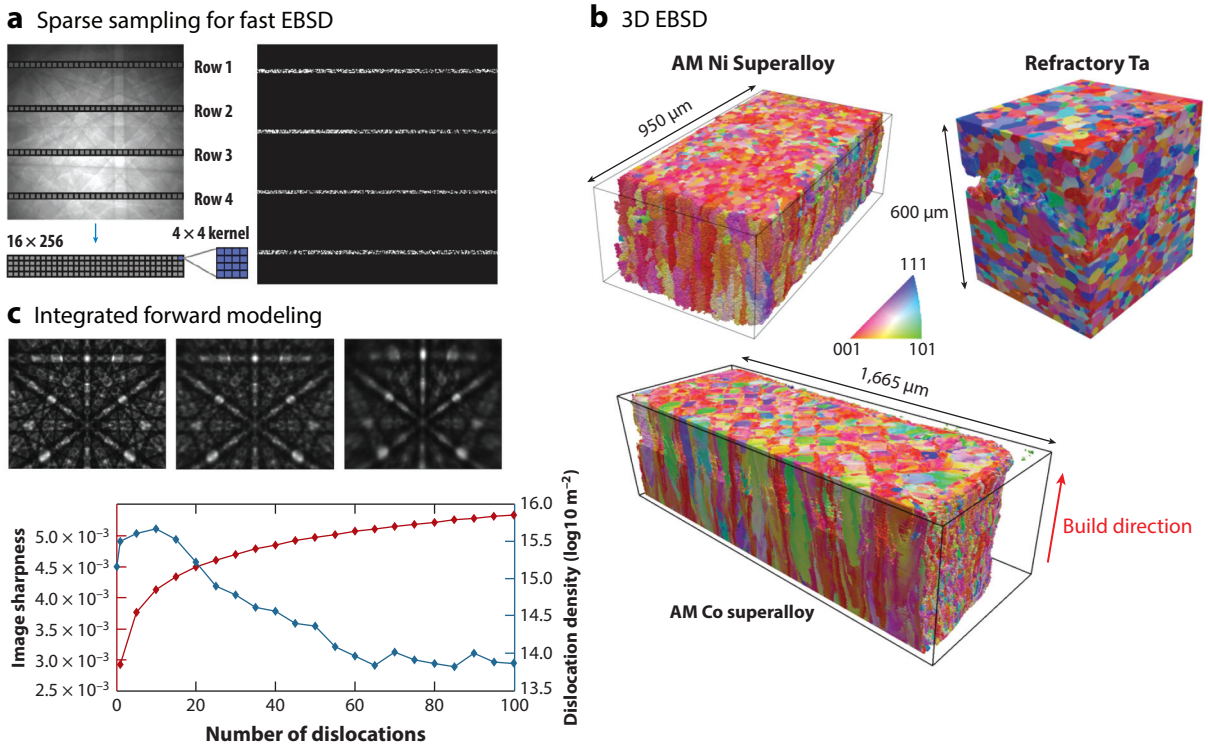 a Sparse sampling for fast EBSD
Row 1
Row 2
Row 3
Row 4
16 × 256
4 × 4 kernel
b 3D EBSD
AM Ni Superalloy
950 μm
Refractory Ta
600 μm
111
001
101
1,665 μm
Build direction
AM Co superalloy
c Integrated forward modeling
Image sharpness
5.0 × 10⁻³
4.5 × 10⁻³
4.0 × 10⁻³
3.5 × 10⁻³
3.0 × 10⁻³
2.5 × 10⁻³
0
20
40
60
80
100
Number of dislocations
16.0
15.5
15.0
14.5
14.0
13.5
Dislocation density (log10 m⁻²)